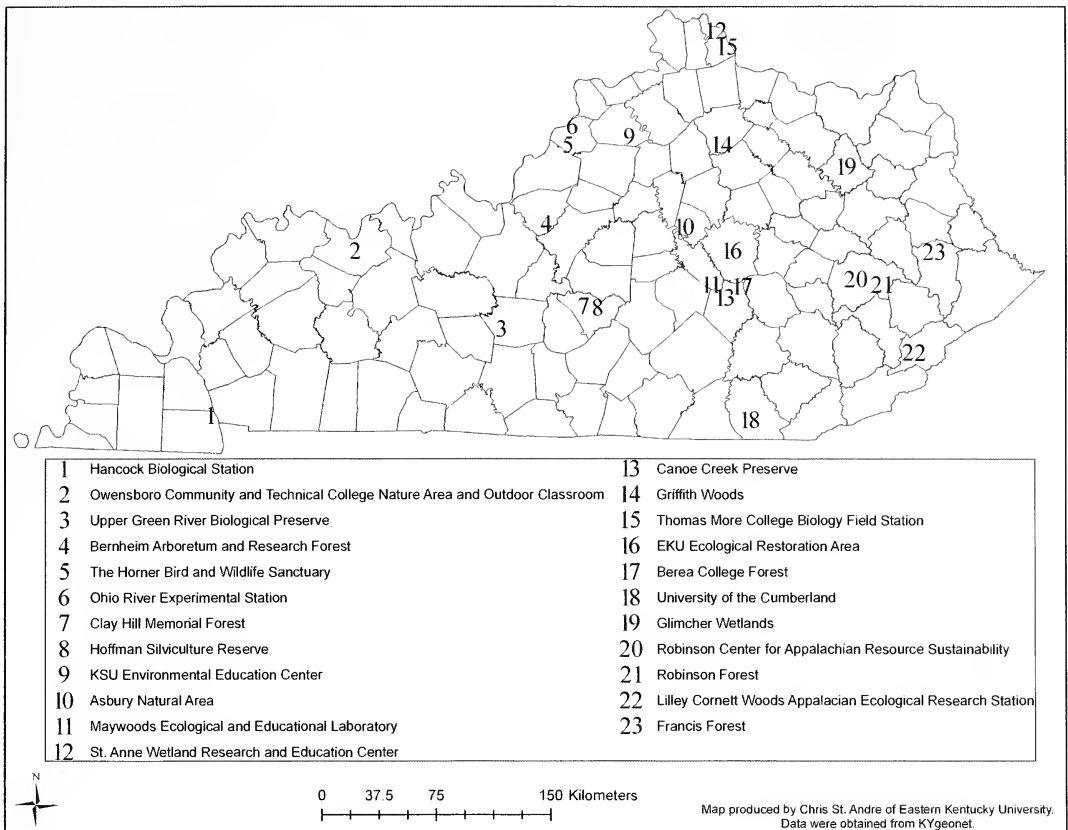 12
15
6
5
9
14
19
4
10
2
16
23
11
13
17
20
21
7
8
3
22
1
18
1 Hancock Biological Station
2 Owensboro Community and Technical College Nature Area and Outdoor Classroom
3 Upper Green River Biological Preserve
4 Bernheim Arboretum and Research Forest
5 The Horner Bird and Wildlife Sanctuary
6 Ohio River Experimental Station
7 Clay Hill Memorial Forest
8 Hoffman Silviculture Reserve
9 KSU Environmental Education Center
10 Asbury Natural Area
11 Maywoods Ecological and Educational Laboratory
12 St. Anne Wetland Research and Education Center
13 Canoe Creek Preserve
14 Griffith Woods
15 Thomas More College Biology Field Station
16 EKU Ecological Restoration Area
17 Berea College Forest
18 University of the Cumberland
19 Glimcher Wetlands
20 Robinson Center for Appalachian Resource Sustainability
21 Robinson Forest
22 Lilley Cornett Woods Appalacian Ecological Research Station
23 Francis Forest
N
0 37.5 75 150 Kilometers
Map produced by Chris St. Andre of Eastern Kentucky University.
Data were obtained from KYgeonet.